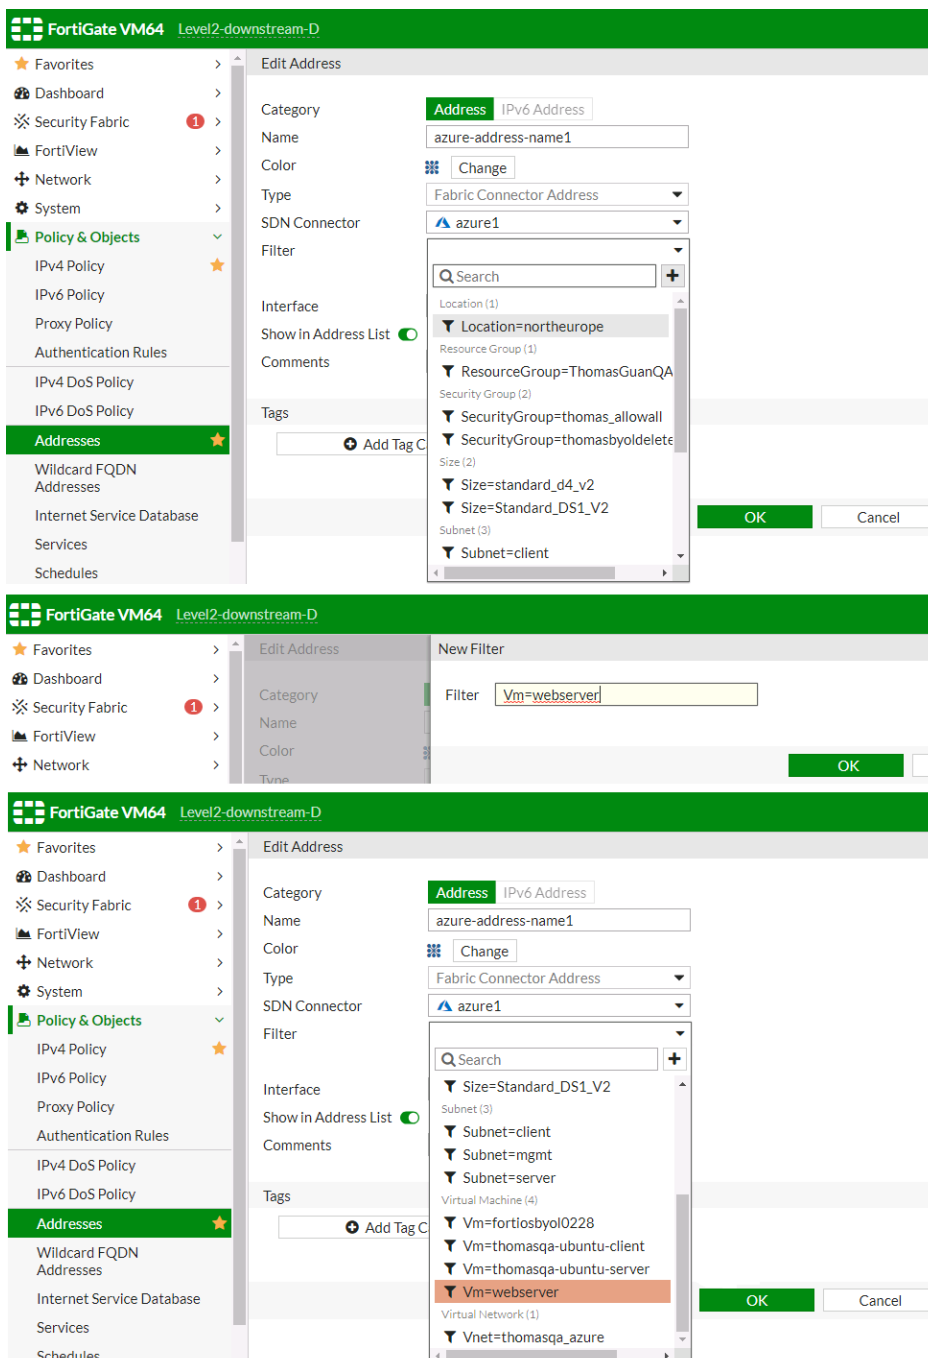 FortiGate VM64 Level2-downstream-D
Favorites
Dashboard
Security Fabric 1
FortiView
Network
System
Policy & Objects
IPv4 Policy
IPv6 Policy
Proxy Policy
Authentication Rules
IPv4 DoS Policy
IPv6 DoS Policy
Addresses
Wildcard FQDN
Addresses
Internet Service Database
Services
Schedules
Edit Address
Category Address IPv6 Address
Name azure-address-name1
Color Change
Type Fabric Connector Address
SDN Connector azure1
Filter
Search
Location (1)
Location=northeurope
Resource Group (1)
ResourceGroup=ThomasGuanQA
Security Group (2)
SecurityGroup=thomas_allowall
SecurityGroup=thomasbyoldelete
Size (2)
Size=standard_d4_v2
Size=Standard_DS1_V2
Subnet (3)
Subnet=client
Interface
Show in Address List
Comments
Tags
Add Tag C
OK Cancel
FortiGate VM64 Level2-downstream-D
Favorites
Dashboard
Security Fabric 1
FortiView
Network
Edit Address
Category
Name
Color
Type
New Filter
Filter Vm=webserver
OK
FortiGate VM64 Level2-downstream-D
Favorites
Dashboard
Security Fabric 1
FortiView
Network
System
Policy & Objects
IPv4 Policy
IPv6 Policy
Proxy Policy
Authentication Rules
IPv4 DoS Policy
IPv6 DoS Policy
Addresses
Wildcard FQDN
Addresses
Internet Service Database
Services
Schedules
Edit Address
Category Address IPv6 Address
Name azure-address-name1
Color Change
Type Fabric Connector Address
SDN Connector azure1
Filter
Search
Size=Standard_DS1_V2
Subnet (3)
Subnet=client
Subnet=mgmt
Subnet=server
Virtual Machine (4)
Vm=fortiosbyol0228
Vm=thomasqa-ubuntu-client
Vm=thomasqa-ubuntu-server
Vm=webserver
Virtual Network (1)
Vnet=thomasqa_azure
Interface
Show in Address List
Comments
Tags
Add Tag C
OK Cancel